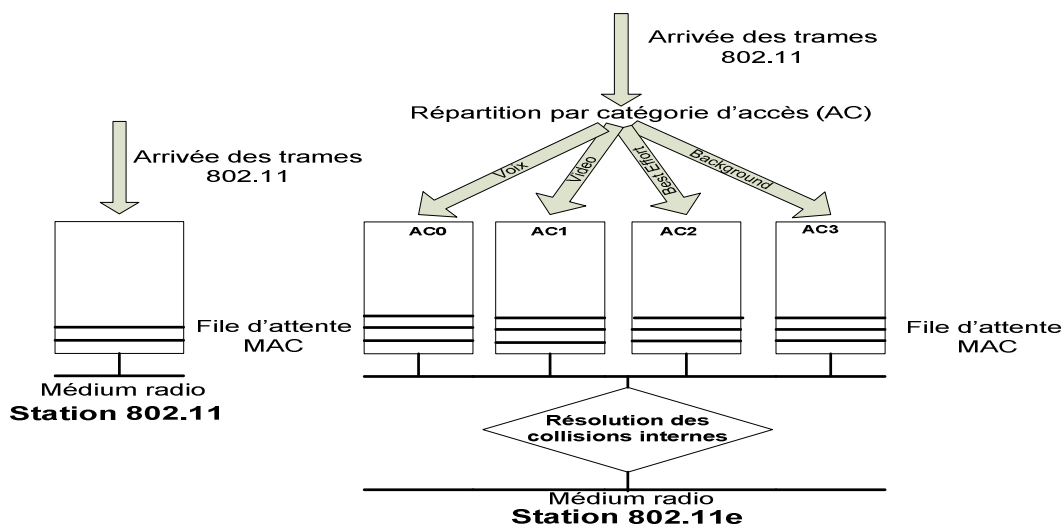 Arrivée des trames
802.11
File d'attente
MAC
Médium radio
Station 802.11
Arrivée des trames
802.11
Répartition par catégorie d'accès (AC)
Voix
Video
Best Effort
Background
AC0
AC1
AC2
AC3
File d'attente
MAC
Résolution des
collisions internes
Médium radio
Station 802.11e